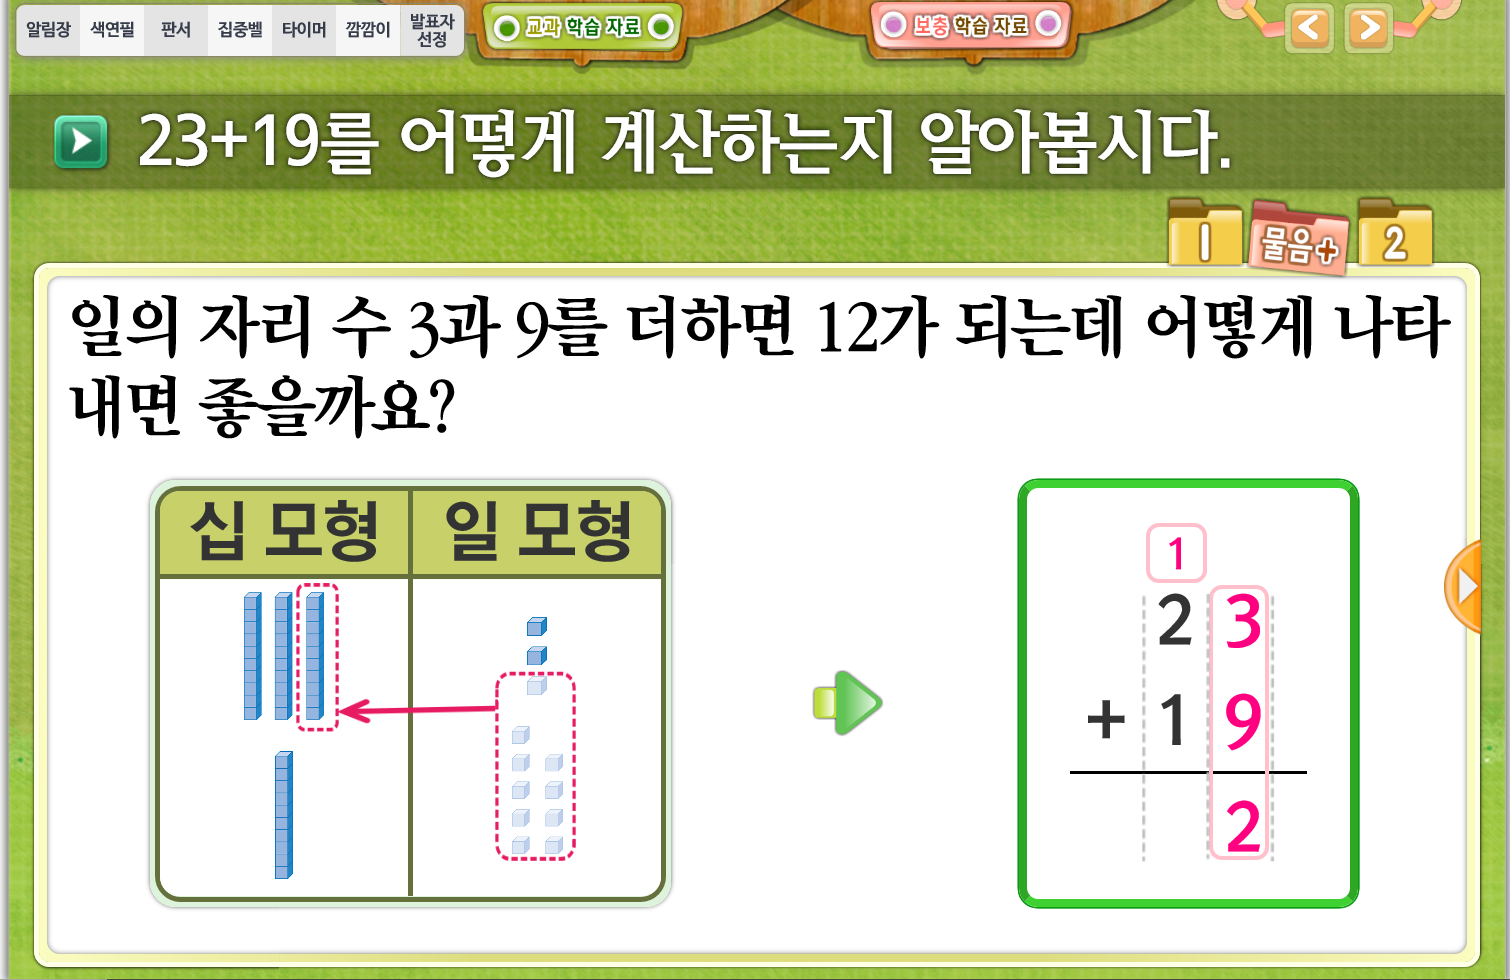 알림장 색연필 판서 집중벨 타이머 깜깜이 발표자 선정
교과 학습 자료
보충 학습 자료
23+19를 어떻게 계산하는지 알아봅시다.
1 물음+ 2
일의 자리 수 3과 9를 더하면 12가 되는데 어떻게 나타
내면 좋을까요?
십 모형 일 모형
1
2 3
+ 1 9
2